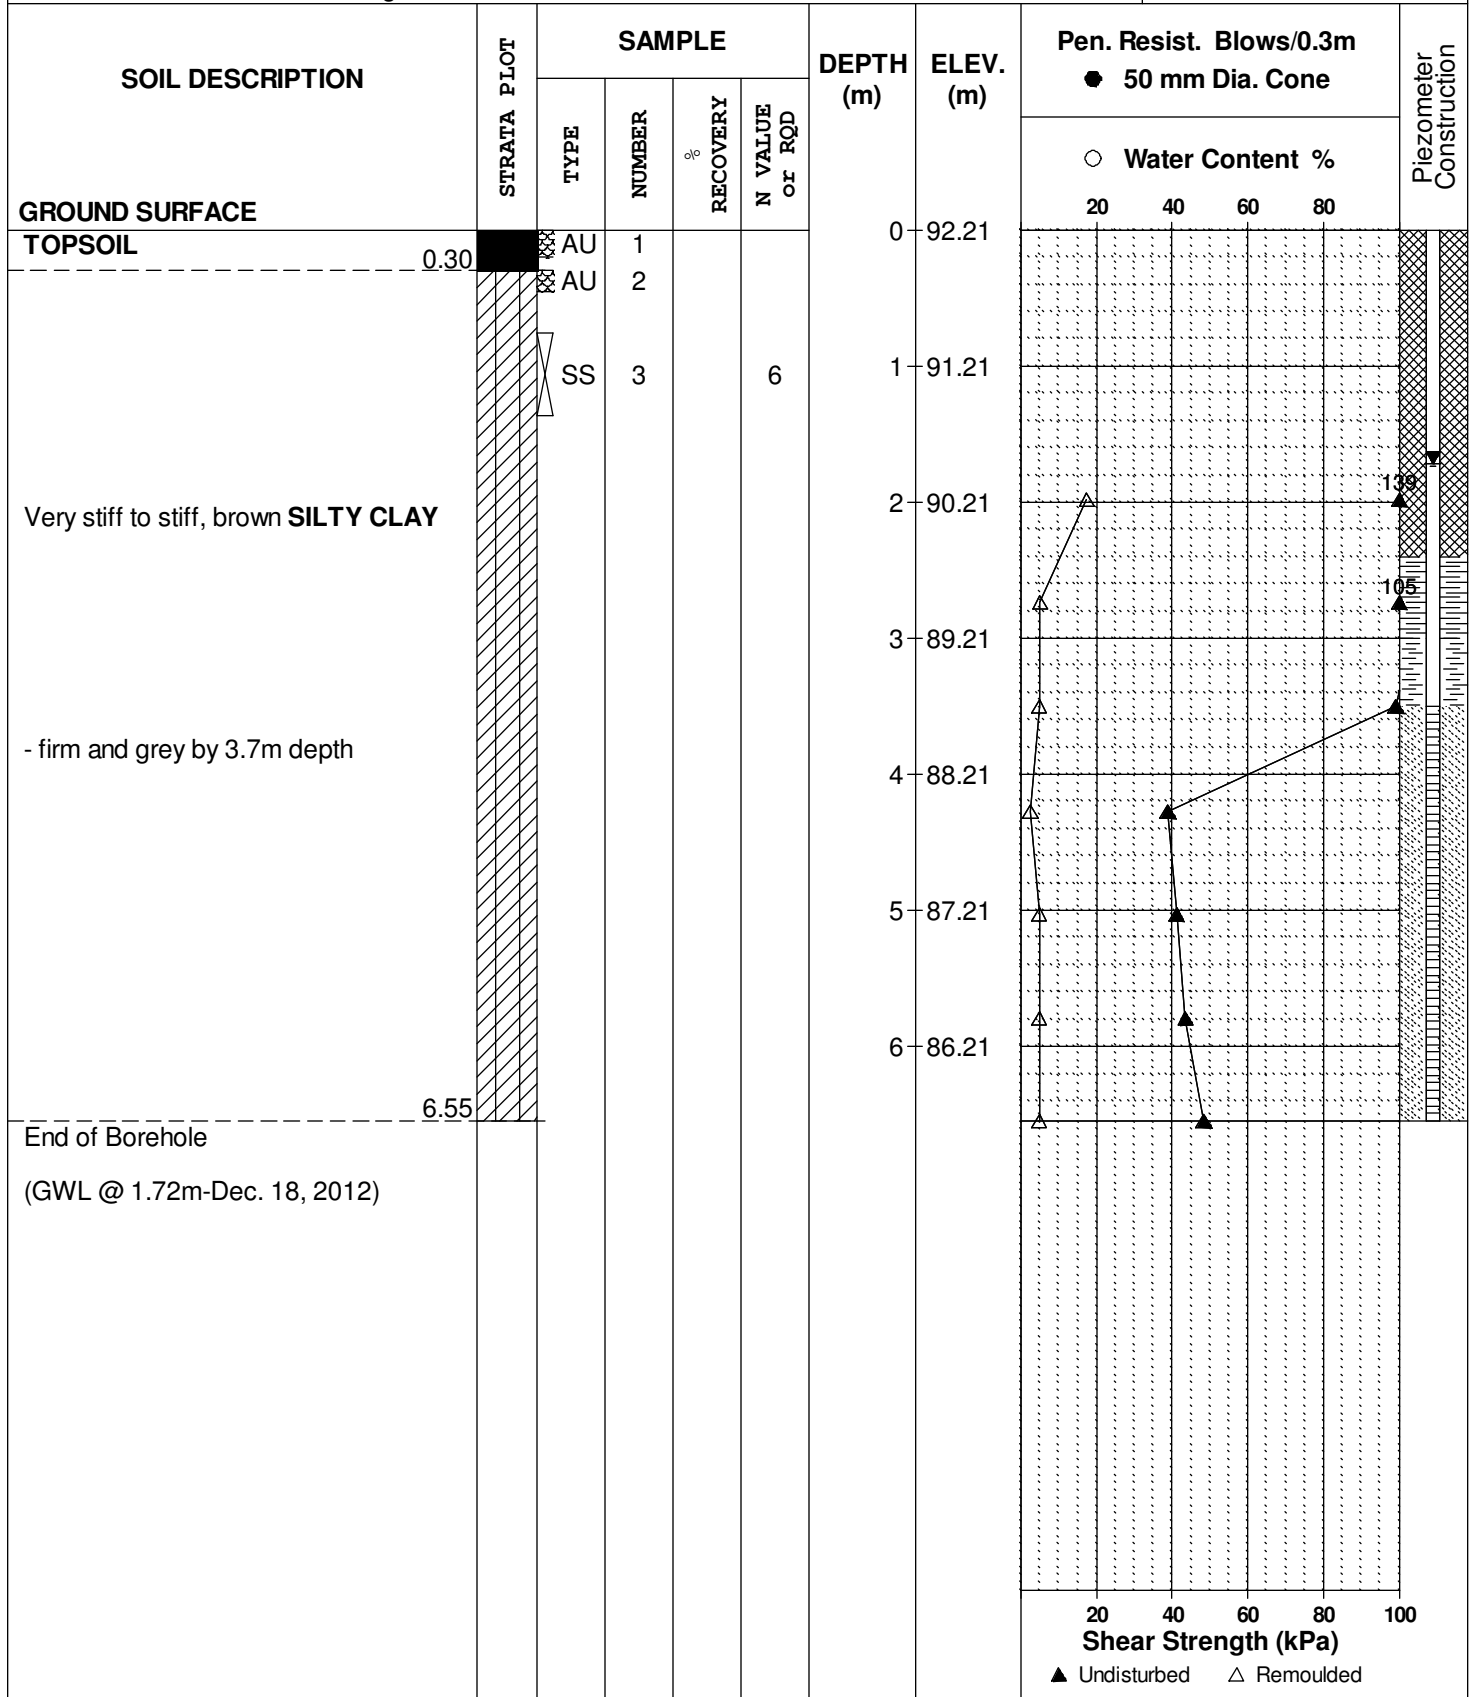 SOIL DESCRIPTION
STRATA PLOT
SAMPLE
TYPE
NUMBER
% RECOVERY
N VALUE or RQD
DEPTH (m)
ELEV. (m)
Pen. Resist. Blows/0.3m
● 50 mm Dia. Cone
○ Water Content %
Piezometer Construction
20 40 60 80
GROUND SURFACE
0 92.21
TOPSOIL
0.30
AU 1
AU 2
SS 3 6
1 91.21
139
2 90.21
Very stiff to stiff, brown SILTY CLAY
105
3 89.21
- firm and grey by 3.7m depth
4 88.21
5 87.21
6 86.21
6.55
End of Borehole
(GWL @ 1.72m-Dec. 18, 2012)
20 40 60 80 100
Shear Strength (kPa)
▲ Undisturbed △ Remoulded